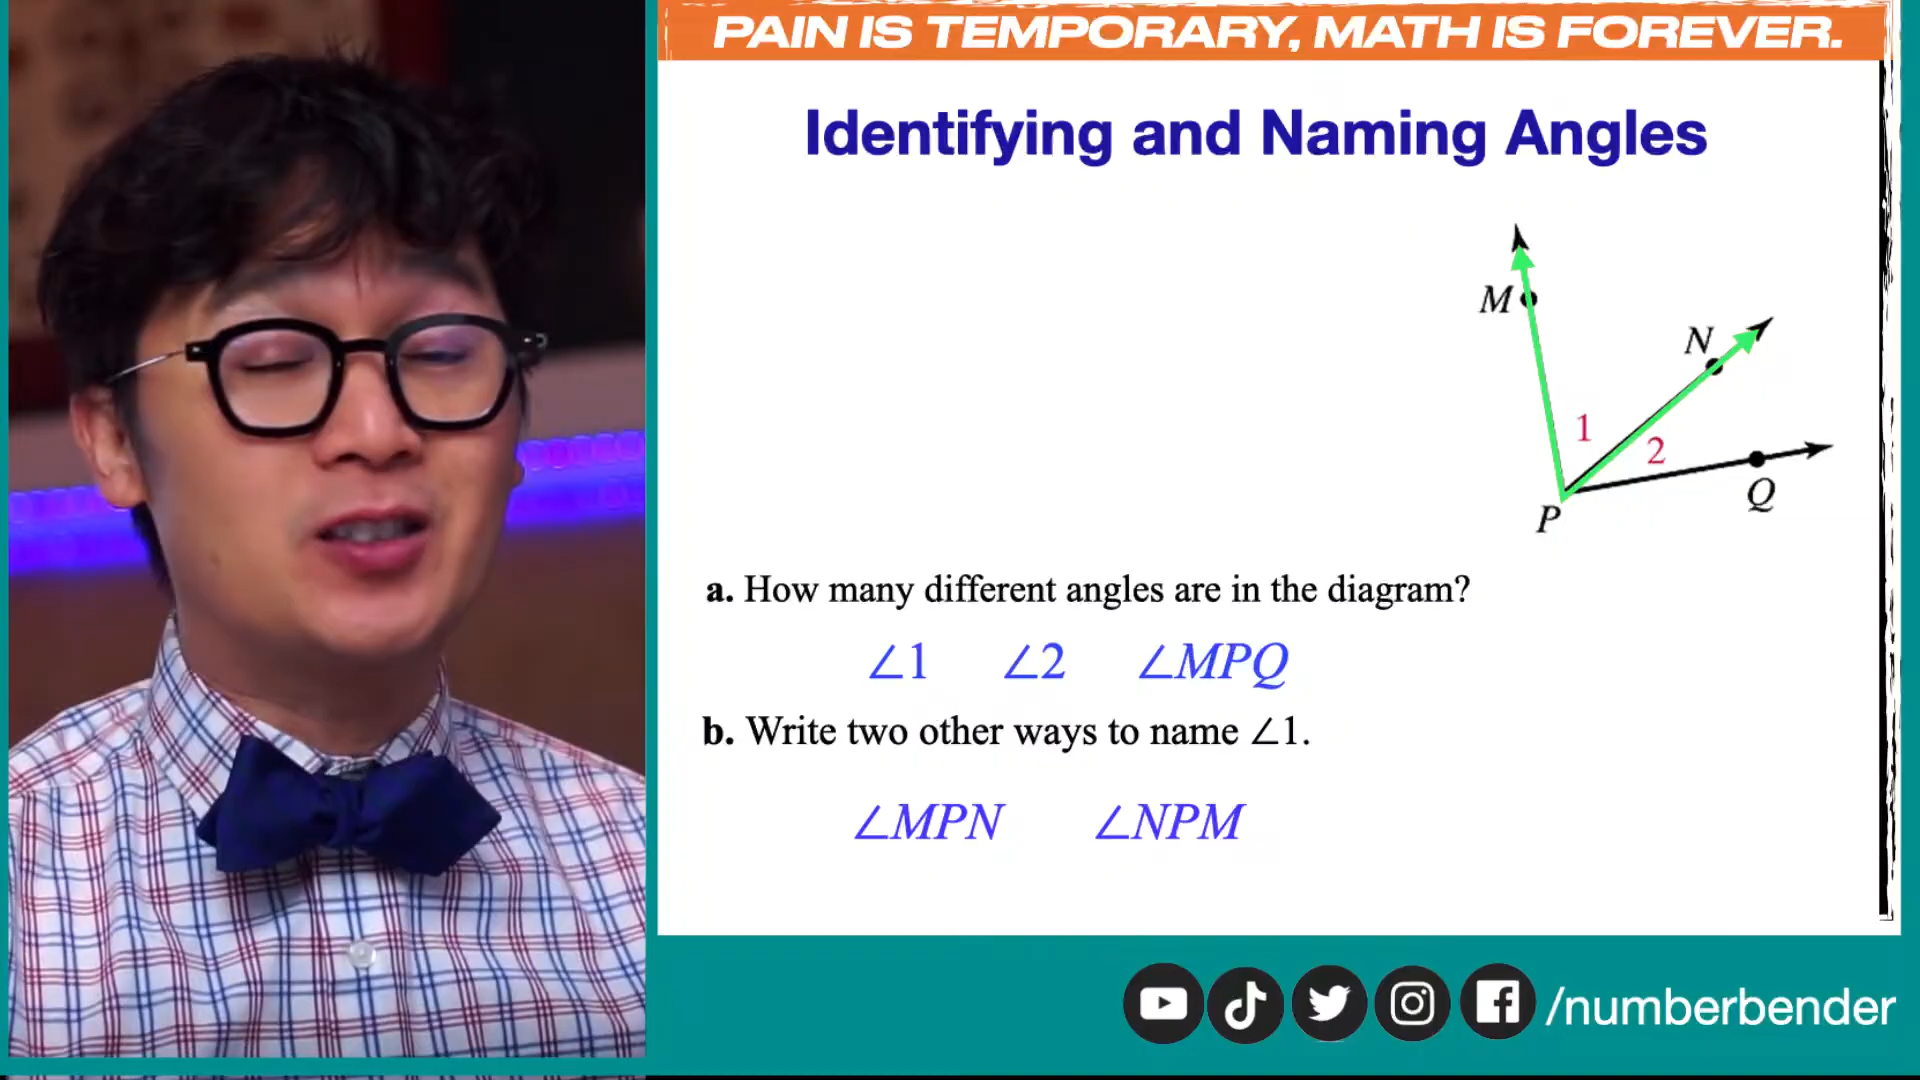 PAIN IS TEMPORARY, MATH IS FOREVER.
Identifying and Naming Angles
M
N
1
2
Q
P
a. How many different angles are in the diagram?
∠1 ∠2 ∠MPQ
b. Write two other ways to name ∠1.
∠MPN ∠NPM
/numberbender